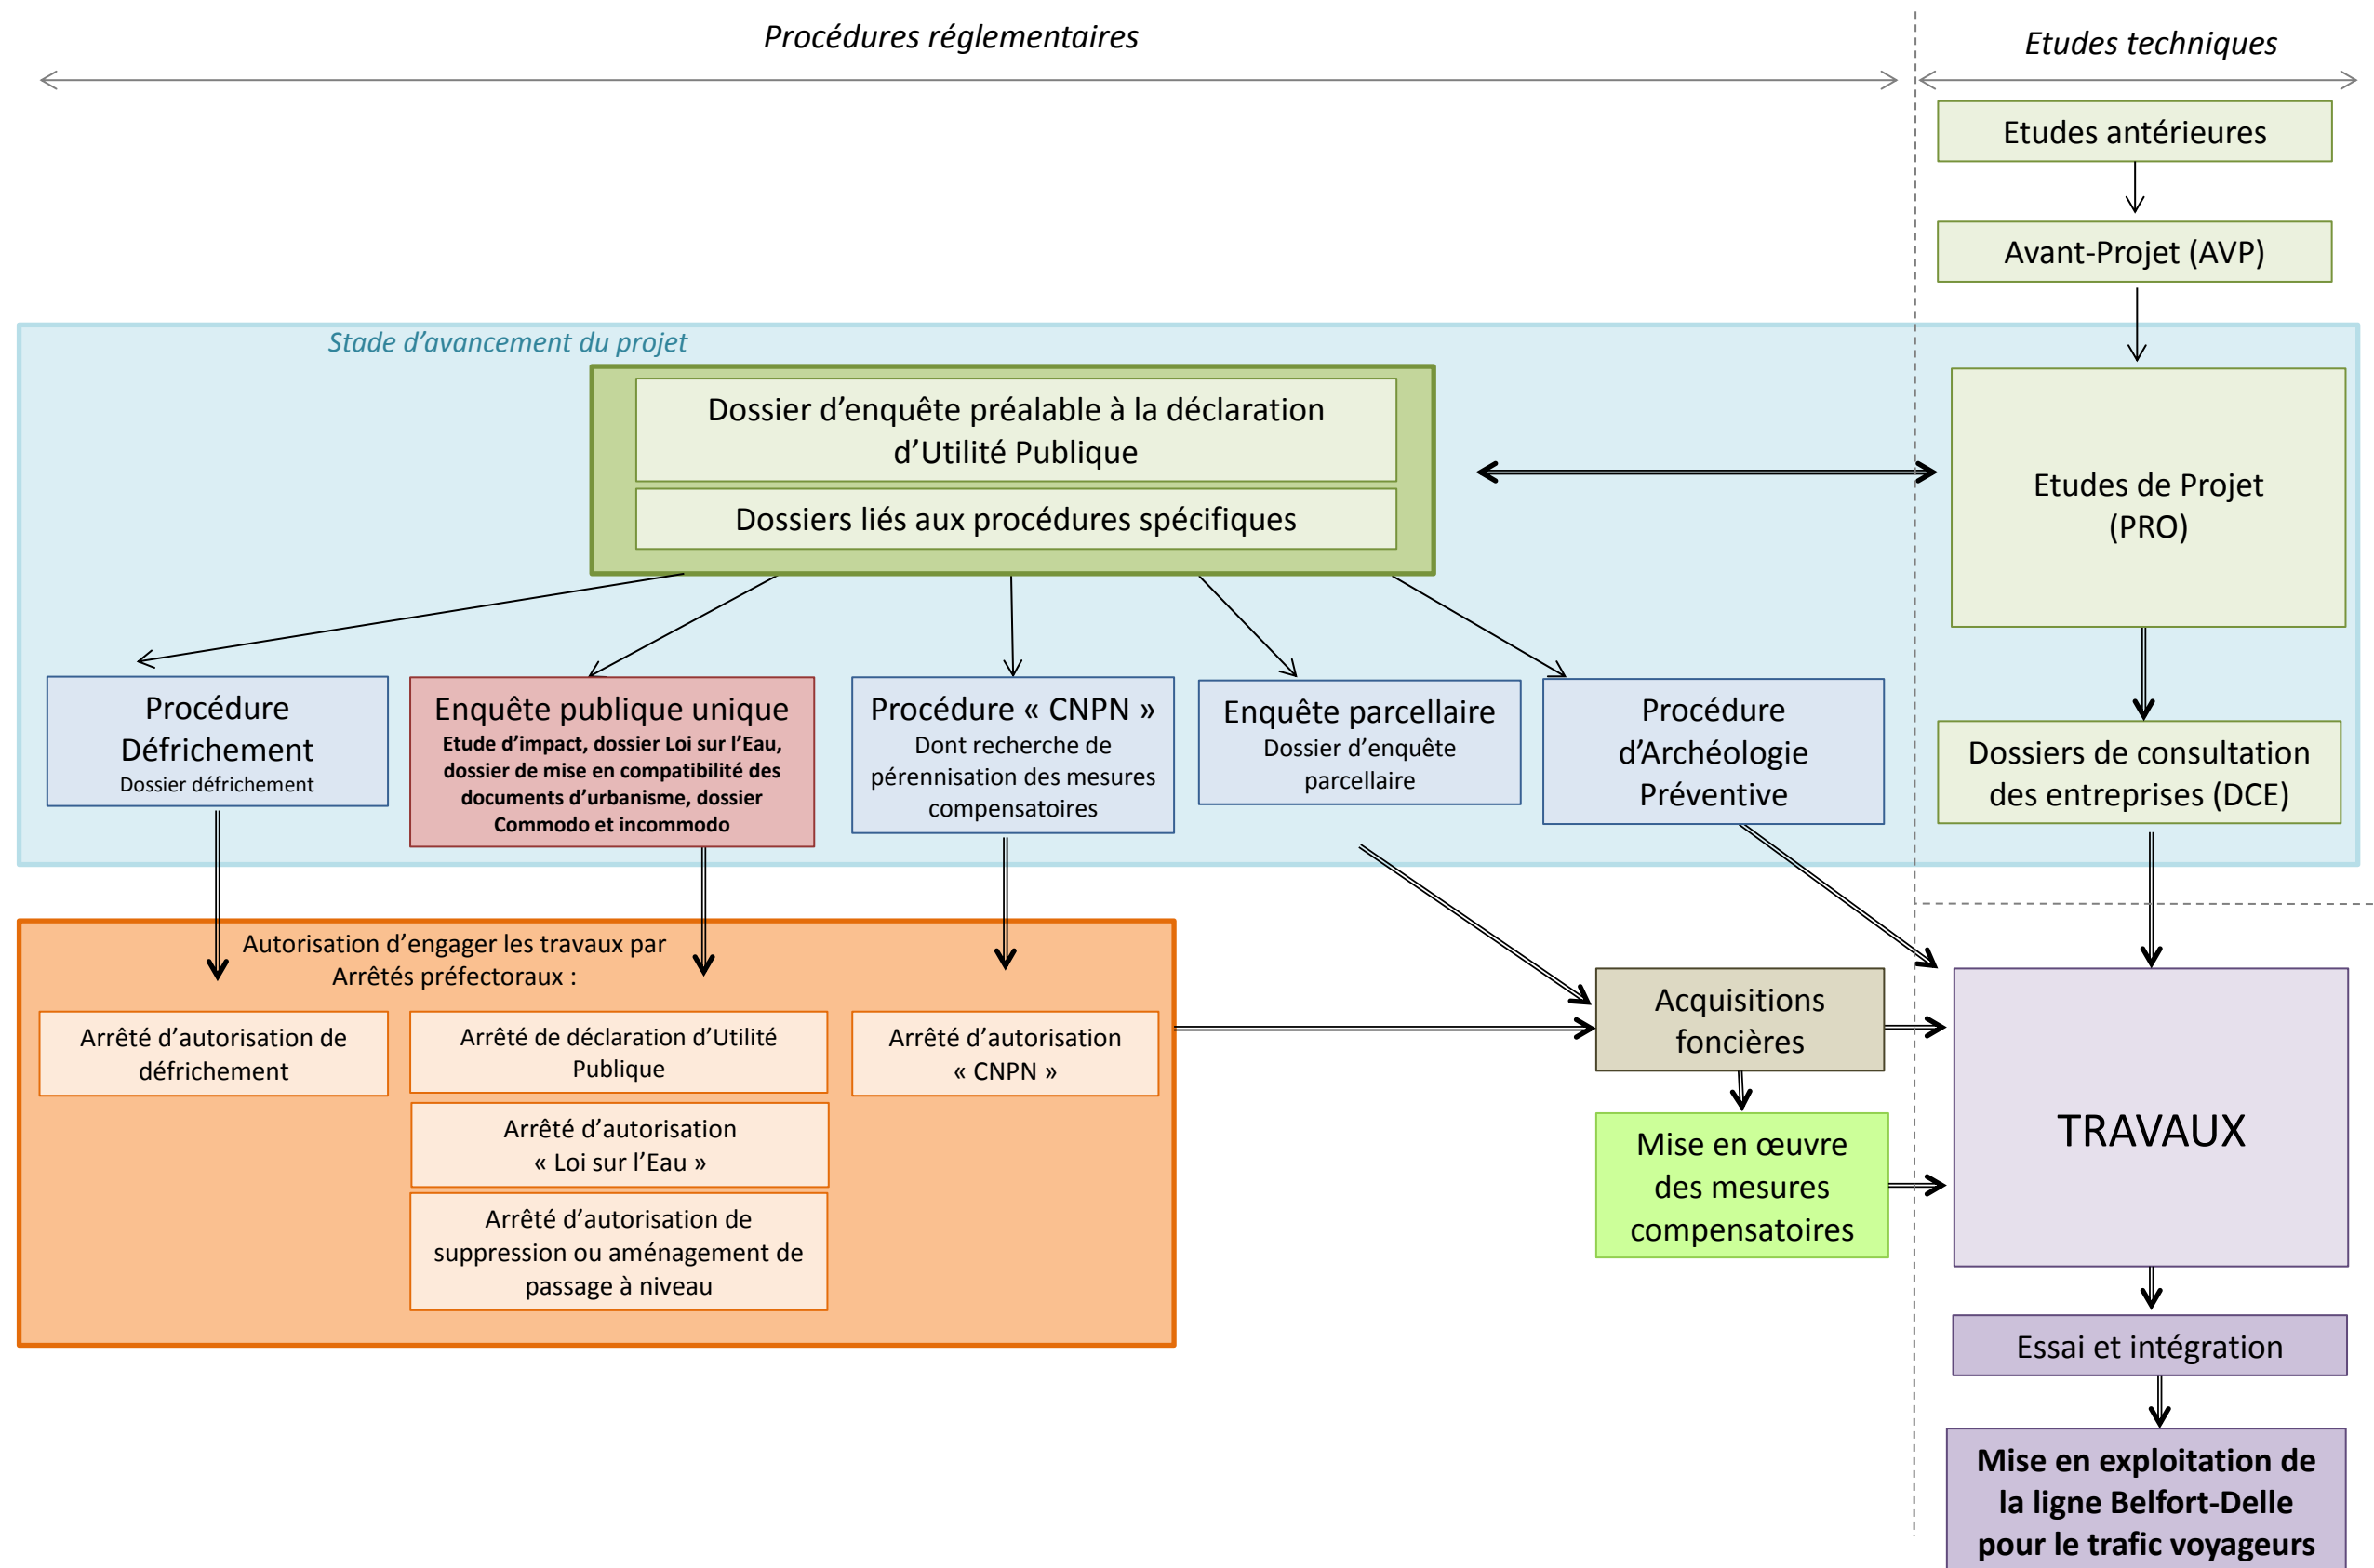 Procédures réglementaires
Etudes techniques
Etudes antérieures
Avant-Projet (AVP)
Stade d’avancement du projet
Dossier d’enquête préalable à la déclaration
d’Utilité Publique
Dossiers liés aux procédures spécifiques
Etudes de Projet
(PRO)
Procédure
Défrichement
Dossier défrichement
Enquête publique unique
Etude d’impact, dossier Loi sur l’Eau,
dossier de mise en compatibilité des
documents d’urbanisme, dossier
Commodo et incommodo
Procédure « CNPN »
Dont recherche de
pérennisation des mesures
compensatoires
Enquête parcellaire
Dossier d’enquête
parcellaire
Procédure
d’Archéologie
Préventive
Dossiers de consultation
des entreprises (DCE)
Autorisation d’engager les travaux par
Arrêtés préfectoraux :
Arrêté d’autorisation de
défrichement
Arrêté de déclaration d’Utilité
Publique
Arrêté d’autorisation
« Loi sur l’Eau »
Arrêté d’autorisation de
suppression ou aménagement de
passage à niveau
Arrêté d’autorisation
« CNPN »
Acquisitions
foncières
Mise en œuvre
des mesures
compensatoires
TRAVAUX
Essai et intégration
Mise en exploitation de
la ligne Belfort-Delle
pour le trafic voyageurs